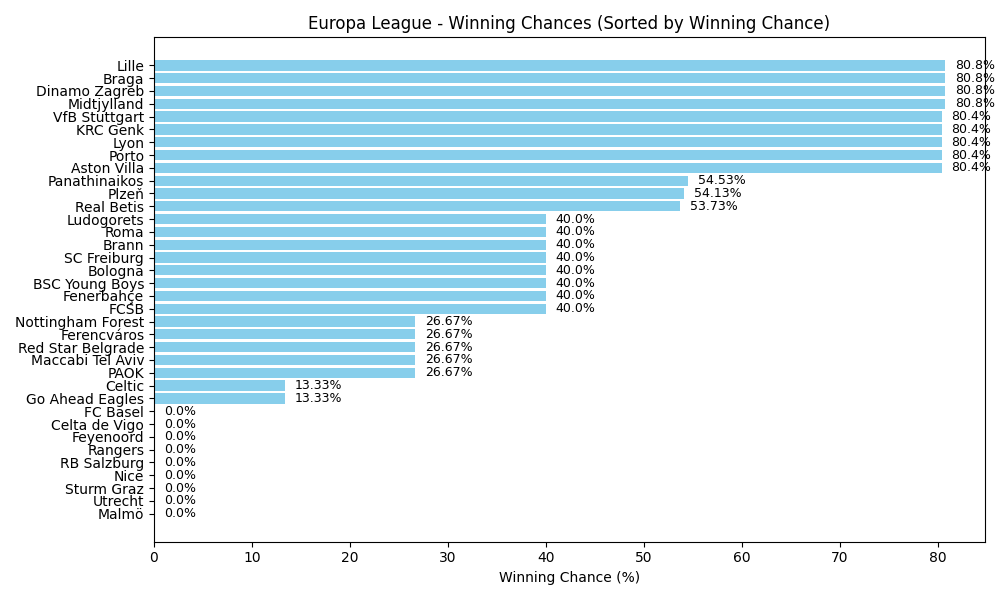 Europa League - Winning Chances (Sorted by Winning Chance)
Lille 80.8%
Braga 80.8%
Dinamo Zagreb 80.8%
Midtjylland 80.8%
VfB Stuttgart 80.4%
KRC Genk 80.4%
Lyon 80.4%
Porto 80.4%
Aston Villa 80.4%
Panathinaikos 54.53%
Plzeň 54.13%
Real Betis 53.73%
Ludogorets 40.0%
Roma 40.0%
Brann 40.0%
SC Freiburg 40.0%
Bologna 40.0%
BSC Young Boys 40.0%
Fenerbahçe 40.0%
FCSB 40.0%
Nottingham Forest 26.67%
Ferencváros 26.67%
Red Star Belgrade 26.67%
Maccabi Tel Aviv 26.67%
PAOK 26.67%
Celtic 13.33%
Go Ahead Eagles 13.33%
FC Basel 0.0%
Celta de Vigo 0.0%
Feyenoord 0.0%
Rangers 0.0%
RB Salzburg 0.0%
Nice 0.0%
Sturm Graz 0.0%
Utrecht 0.0%
Malmö 0.0%
0 10 20 30 40 50 60 70 80
Winning Chance (%)